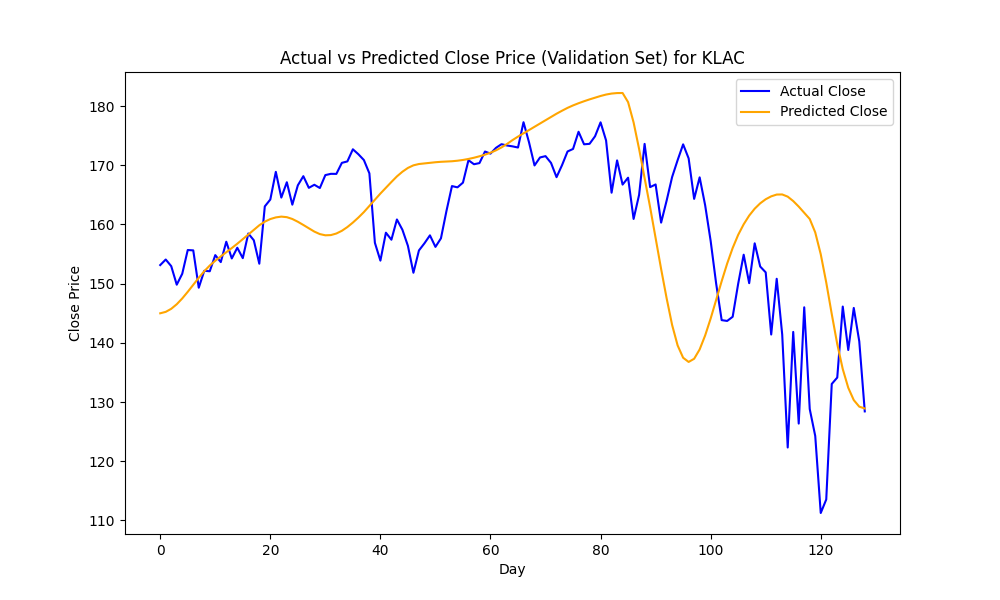 Actual vs Predicted Close Price (Validation Set) for KLAC
Actual Close
Predicted Close
Close Price
180
170
160
150
140
130
120
110
0 20 40 60 80 100 120
Day